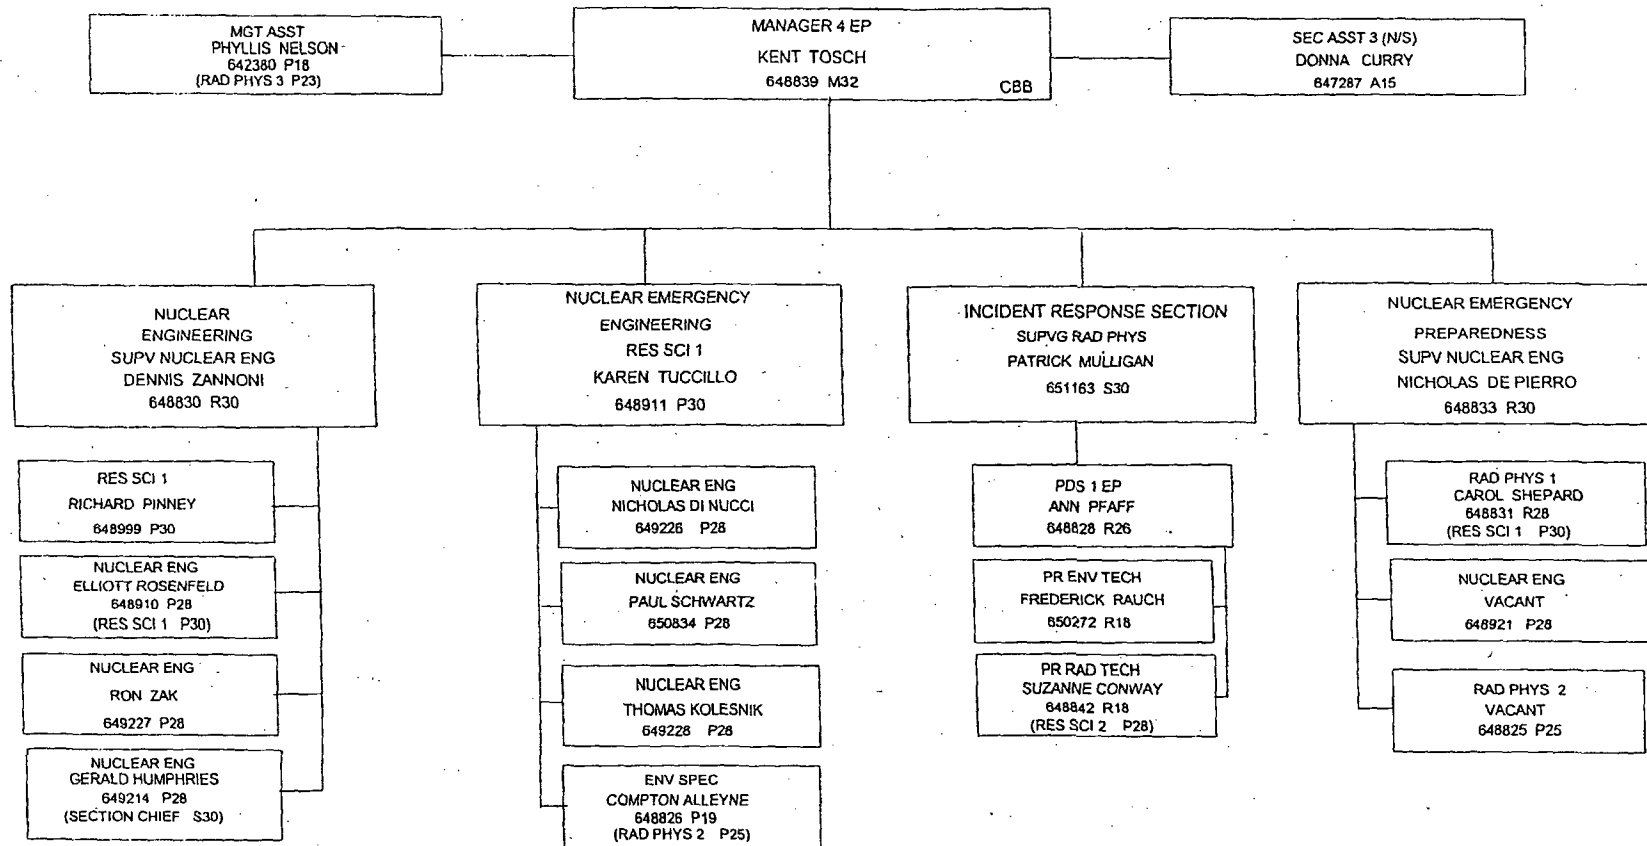 MGT ASST
PHYLLIS NELSON
642380 P18
(RAD PHYS 3 P23)
MANAGER 4 EP
KENT TOSCH
648839 M32
CBB
SEC ASST 3 (N/S)
DONNA CURRY
647287 A15
NUCLEAR
ENGINEERING
SUPV NUCLEAR ENG
DENNIS ZANNONI
648830 R30
RES SCI 1
RICHARD PINNEY
648999 P30
NUCLEAR ENG
ELLIOTT ROSENFELD
648910 P28
(RES SCI 1 P30)
NUCLEAR ENG
RON ZAK
649227 P28
NUCLEAR ENG
GERALD HUMPHRIES
649214 P28
(SECTION CHIEF S30)
NUCLEAR EMERGENCY
ENGINEERING
RES SCI 1
KAREN TUCCILLO
648911 P30
NUCLEAR ENG
NICHOLAS DI NUCCI
649226 P28
NUCLEAR ENG
PAUL SCHWARTZ
650834 P28
NUCLEAR ENG
THOMAS KOLESNIK
649228 P28
ENV SPEC
COMPTON ALLEYNE
648826 P19
(RAD PHYS 2 P25)
INCIDENT RESPONSE SECTION
SUPVG RAD PHYS
PATRICK MULLIGAN
651163 S30
PDS 1 EP
ANN PFAFF
648828 R26
PR ENV TECH
FREDERICK RAUCH
650272 R18
PR RAD TECH
SUZANNE CONWAY
648842 R18
(RES SCI 2 P28)
NUCLEAR EMERGENCY
PREPAREDNESS
SUPV NUCLEAR ENG
NICHOLAS DE PIERRO
648833 R30
RAD PHYS 1
CAROL SHEPARD
648831 R28
(RES SCI 1 P30)
NUCLEAR ENG
VACANT
648921 P28
RAD PHYS 2
VACANT
648825 P25